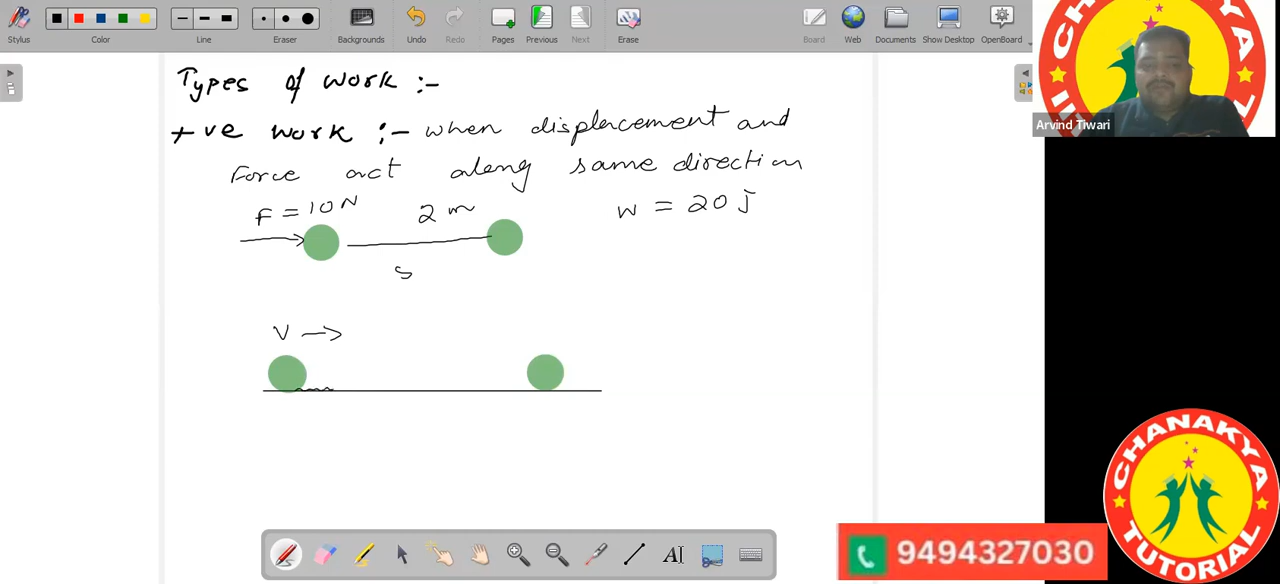 Stylus
Color
Line
Eraser
Backgrounds
Undo
Redo
Pages
Previous
Next
Erase
Board
Web
Documents
Show Desktop
OpenBoard
Types of work :-
+ve work :- when displacement and
Force act along same direction
F = 10 N
2 m
w = 20 J
s
V →
Arvind Tiwari
CHANAKYA
TUTORIAL
9494327030